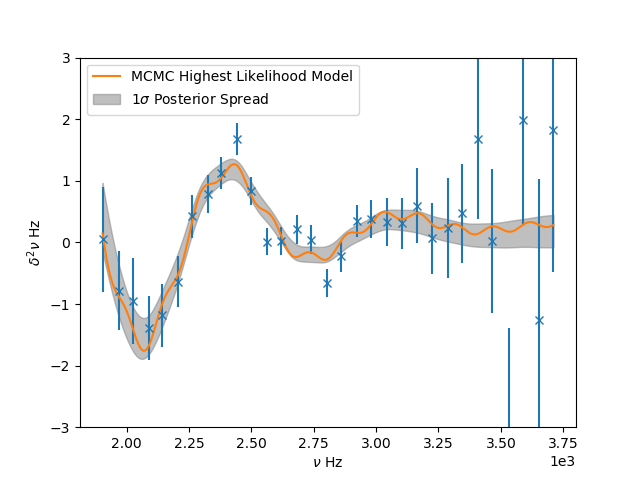 MCMC Highest Likelihood Model
1σ Posterior Spread
3
2
1
0
−1
−2
−3
δ²ν Hz
2.00 2.25 2.50 2.75 3.00 3.25 3.50 3.75
ν Hz
1e3